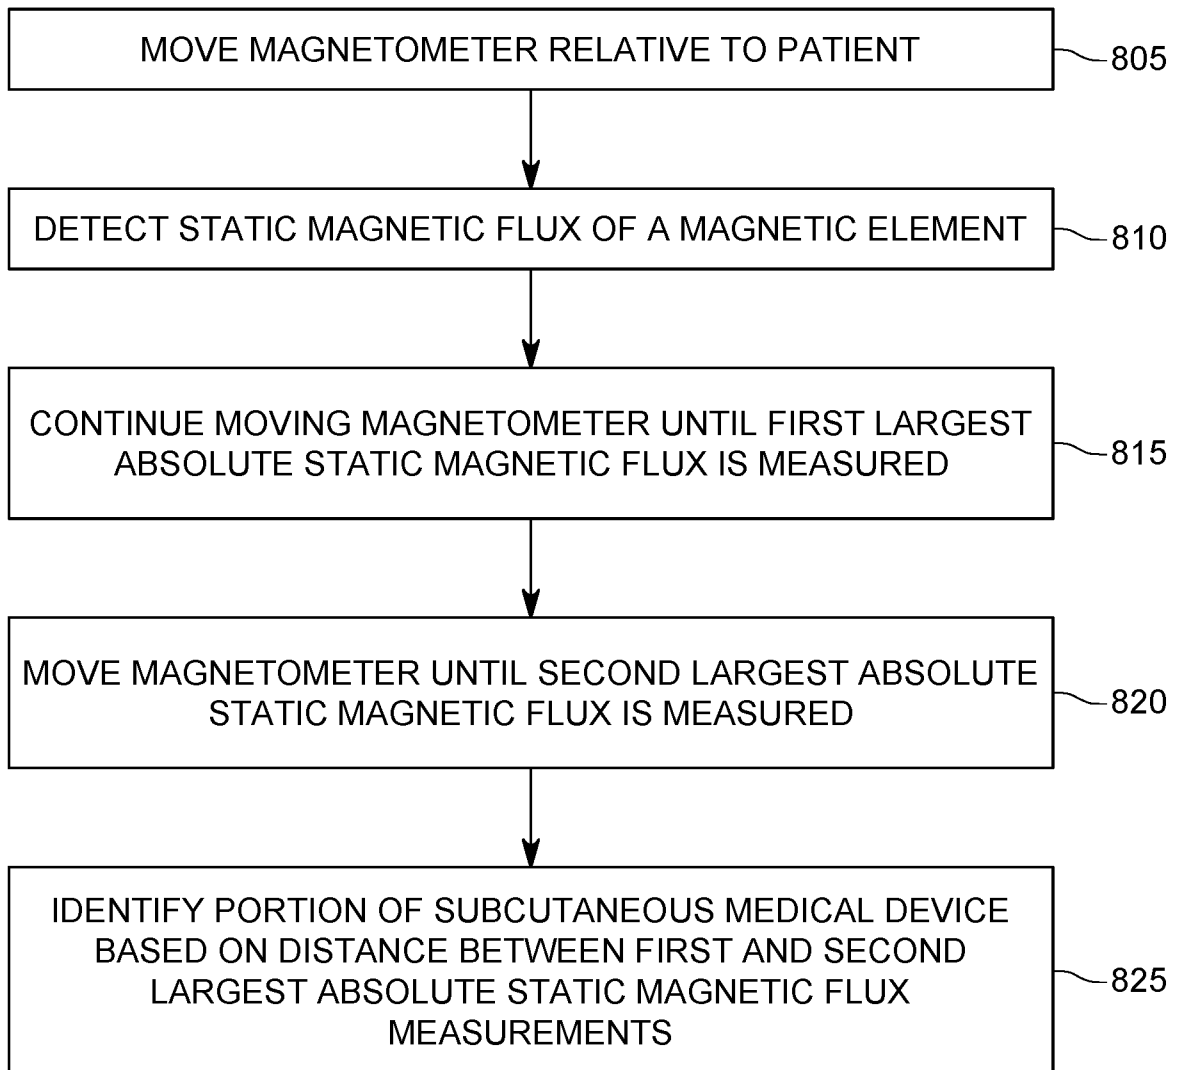 MOVE MAGNETOMETER RELATIVE TO PATIENT
805
DETECT STATIC MAGNETIC FLUX OF A MAGNETIC ELEMENT
810
CONTINUE MOVING MAGNETOMETER UNTIL FIRST LARGEST
ABSOLUTE STATIC MAGNETIC FLUX IS MEASURED
815
MOVE MAGNETOMETER UNTIL SECOND LARGEST ABSOLUTE
STATIC MAGNETIC FLUX IS MEASURED
820
IDENTIFY PORTION OF SUBCUTANEOUS MEDICAL DEVICE
BASED ON DISTANCE BETWEEN FIRST AND SECOND
LARGEST ABSOLUTE STATIC MAGNETIC FLUX
MEASUREMENTS
825